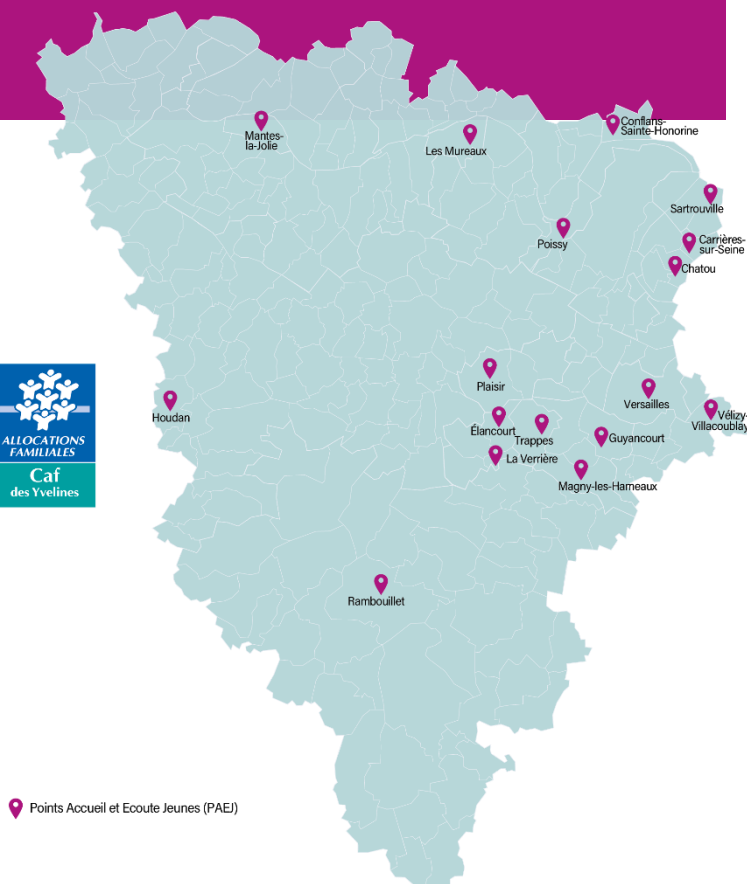 Mantes-
la-Jolie
Les Mureaux
Conflans-
Sainte-Honorine
Sartrouville
Poissy
Carrières-
sur-Seine
Chatou
Plaisir
Houdan
Versailles
Vélizy-
Villacoublay
Élancourt
Trappes
Guyancourt
La Verrière
Magny-les-Hameaux
ALLOCATIONS
FAMILIALES
Caf
des Yvelines
Rambouillet
Points Accueil et Ecoute Jeunes (PAEJ)